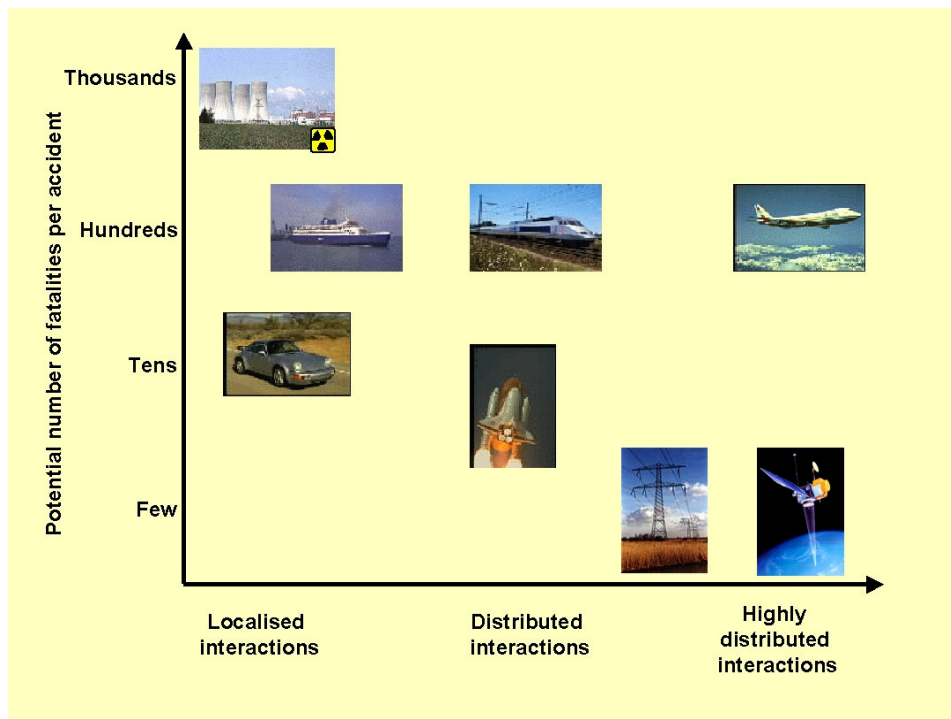 Potential number of fatalities per accident
Thousands
Hundreds
Tens
Few
Localised
interactions
Distributed
interactions
Highly
distributed
interactions